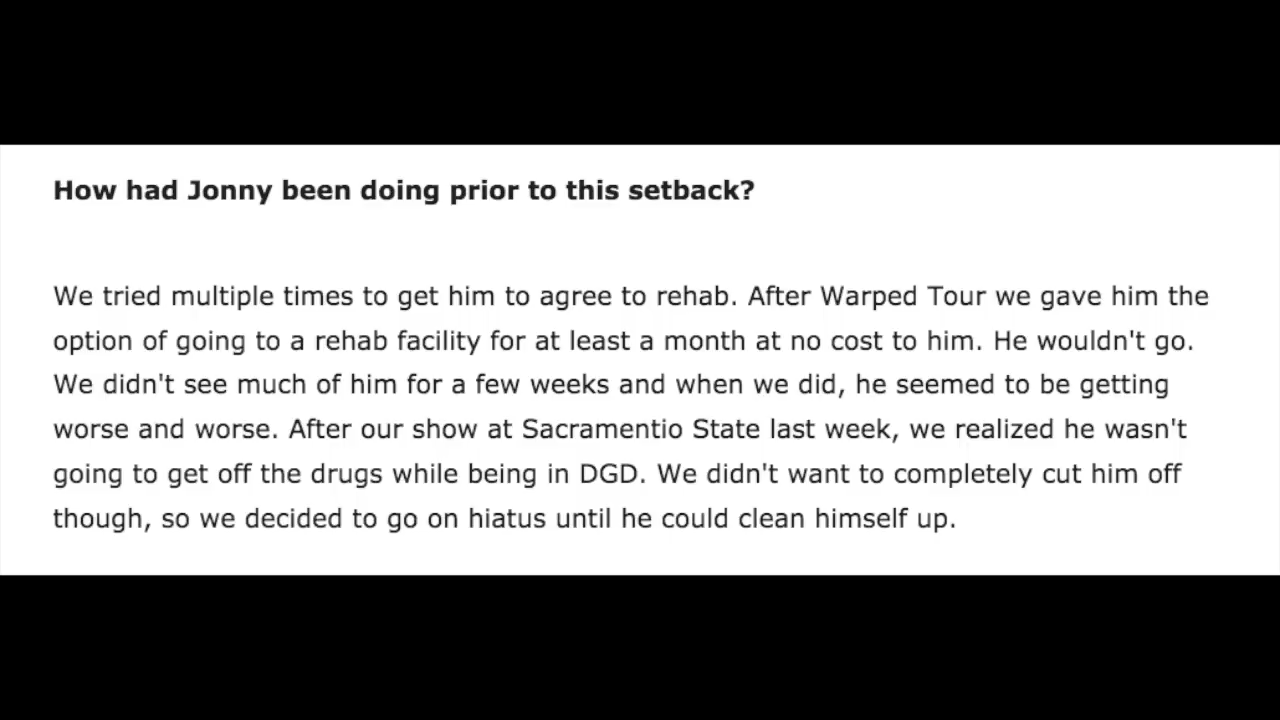 How had Jonny been doing prior to this setback?
We tried multiple times to get him to agree to rehab. After Warped Tour we gave him the
option of going to a rehab facility for at least a month at no cost to him. He wouldn't go.
We didn't see much of him for a few weeks and when we did, he seemed to be getting
worse and worse. After our show at Sacramentio State last week, we realized he wasn't
going to get off the drugs while being in DGD. We didn't want to completely cut him off
though, so we decided to go on hiatus until he could clean himself up.